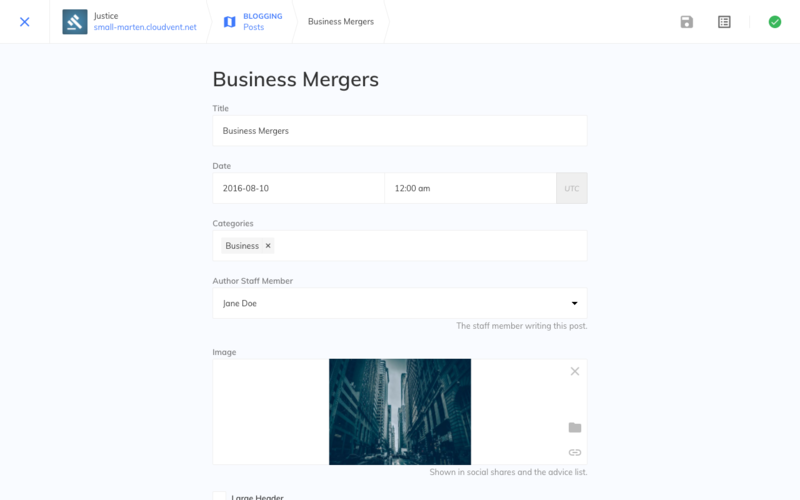 Justice
small-marten.cloudvent.net
BLOGGING
Posts
Business Mergers
Business Mergers
Title
Business Mergers
Date
2016-08-10
12:00 am
UTC
Categories
Business ×
Author Staff Member
Jane Doe
The staff member writing this post.
Image
Shown in social shares and the advice list.
Large Header